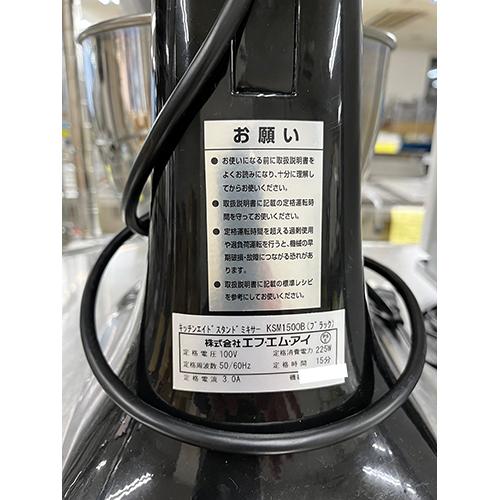 お願い
●お使いになる前に取扱説明書を
よくお読みになり、十分に理解し
てからお使いください。
●取扱説明書に記載の定格運転時
間を守ってお使いください。
●定格運転時間を超える過剰使用
や過負荷運転を行うと、機械の早
期破損・故障につながる恐れがあ
ります。
●取扱説明書に記載の標準レシピ
を参考にしてお使いください。
キッチンエイド スタンドミキサー KSM1500B(ブラック)
株式会社エフ・エム・アイ
定格電圧 100V 定格消費電力 225W
定格周波数 50/60Hz 定格時間 15分
定格電流 3.0A 機